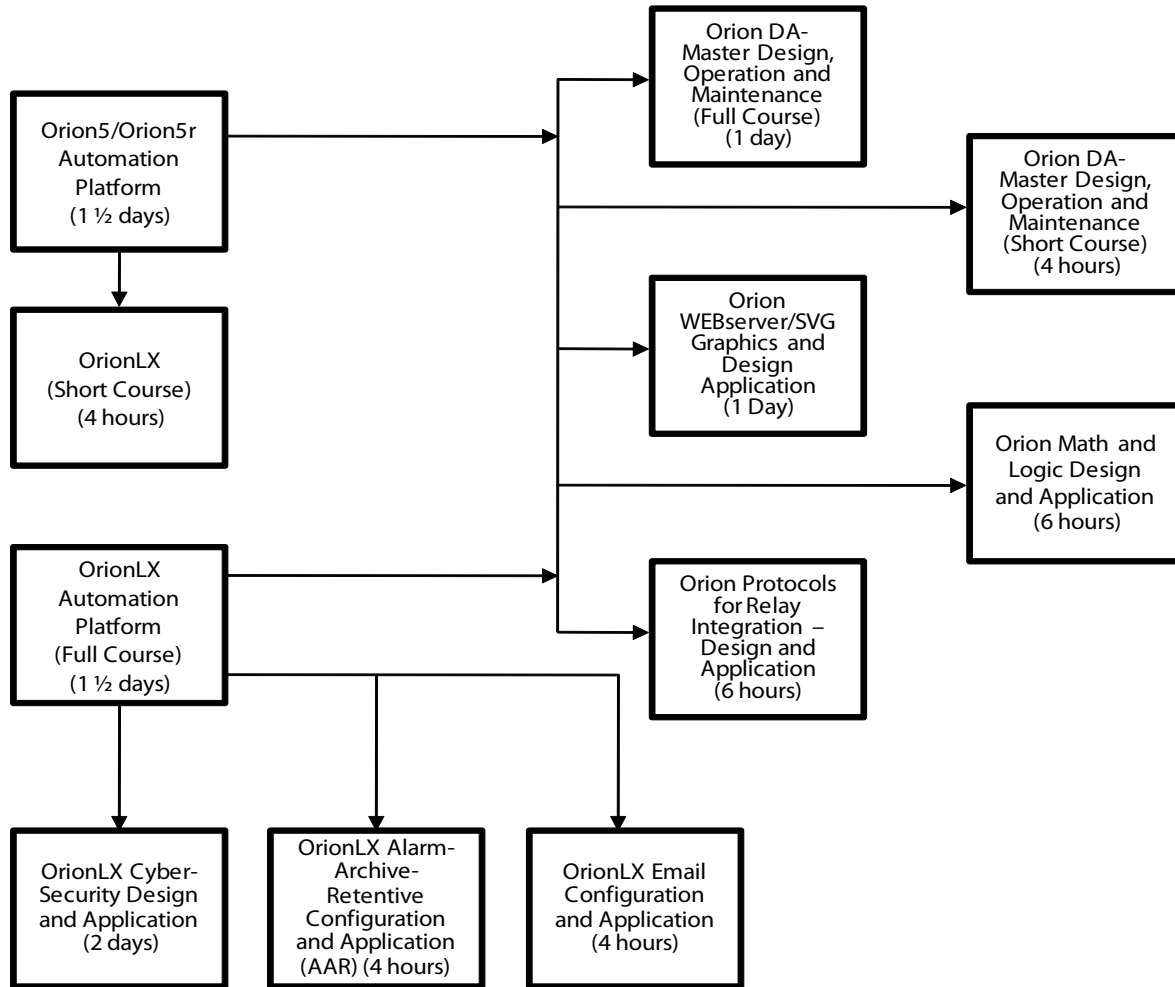 Orion5/Orion5r
Automation
Platform
(1 ½ days)
OrionLX
(Short Course)
(4 hours)
OrionLX
Automation
Platform
(Full Course)
(1 ½ days)
Orion DA-
Master Design,
Operation and
Maintenance
(Full Course)
(1 day)
Orion DA-
Master Design,
Operation and
Maintenance
(Short Course)
(4 hours)
Orion
WEBserver/SVG
Graphics and
Design
Application
(1 Day)
Orion Math and
Logic Design
and Application
(6 hours)
Orion Protocols
for Relay
Integration –
Design and
Application
(6 hours)
OrionLX Cyber-
Security Design
and Application
(2 days)
OrionLX Alarm-
Archive-
Retentive
Configuration
and Application
(AAR) (4 hours)
OrionLX Email
Configuration
and Application
(4 hours)